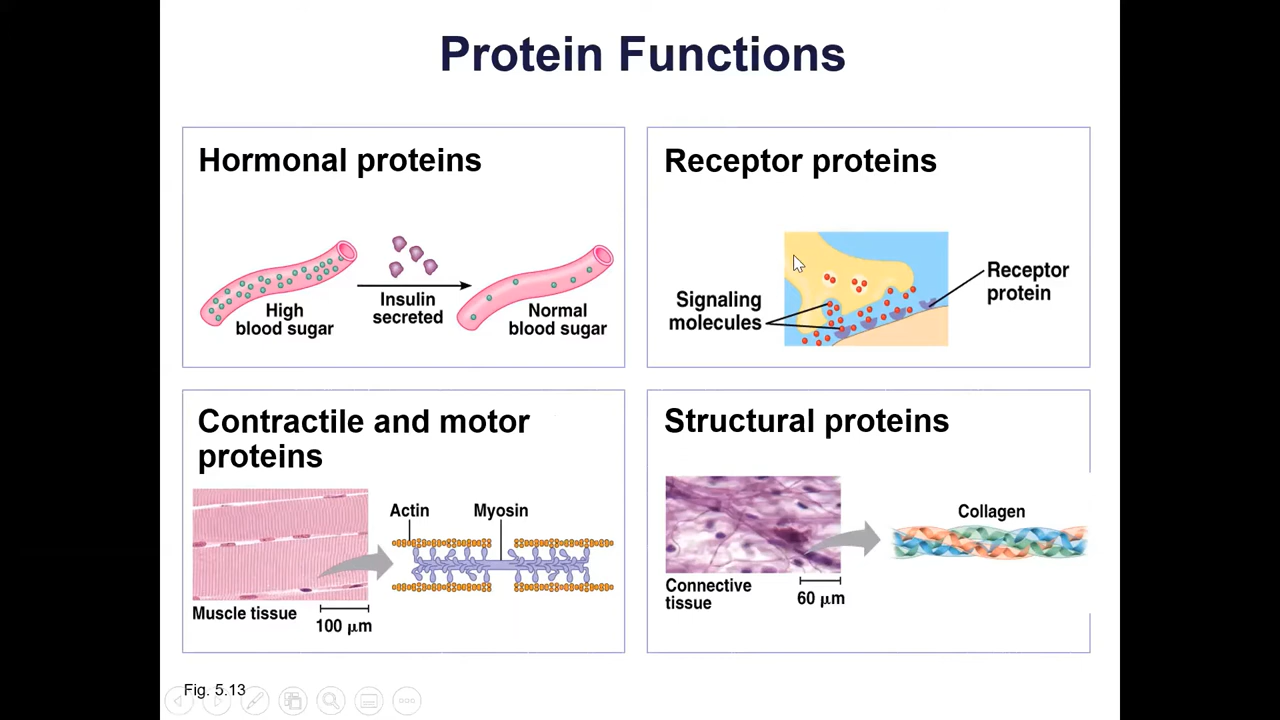 Protein Functions
Hormonal proteins
High
blood sugar
Insulin
secreted
Normal
blood sugar
Receptor proteins
Signaling
molecules
Receptor
protein
Contractile and motor
proteins
Actin
Myosin
Muscle tissue
100 μm
Structural proteins
Collagen
Connective
tissue
60 μm
Fig. 5.13